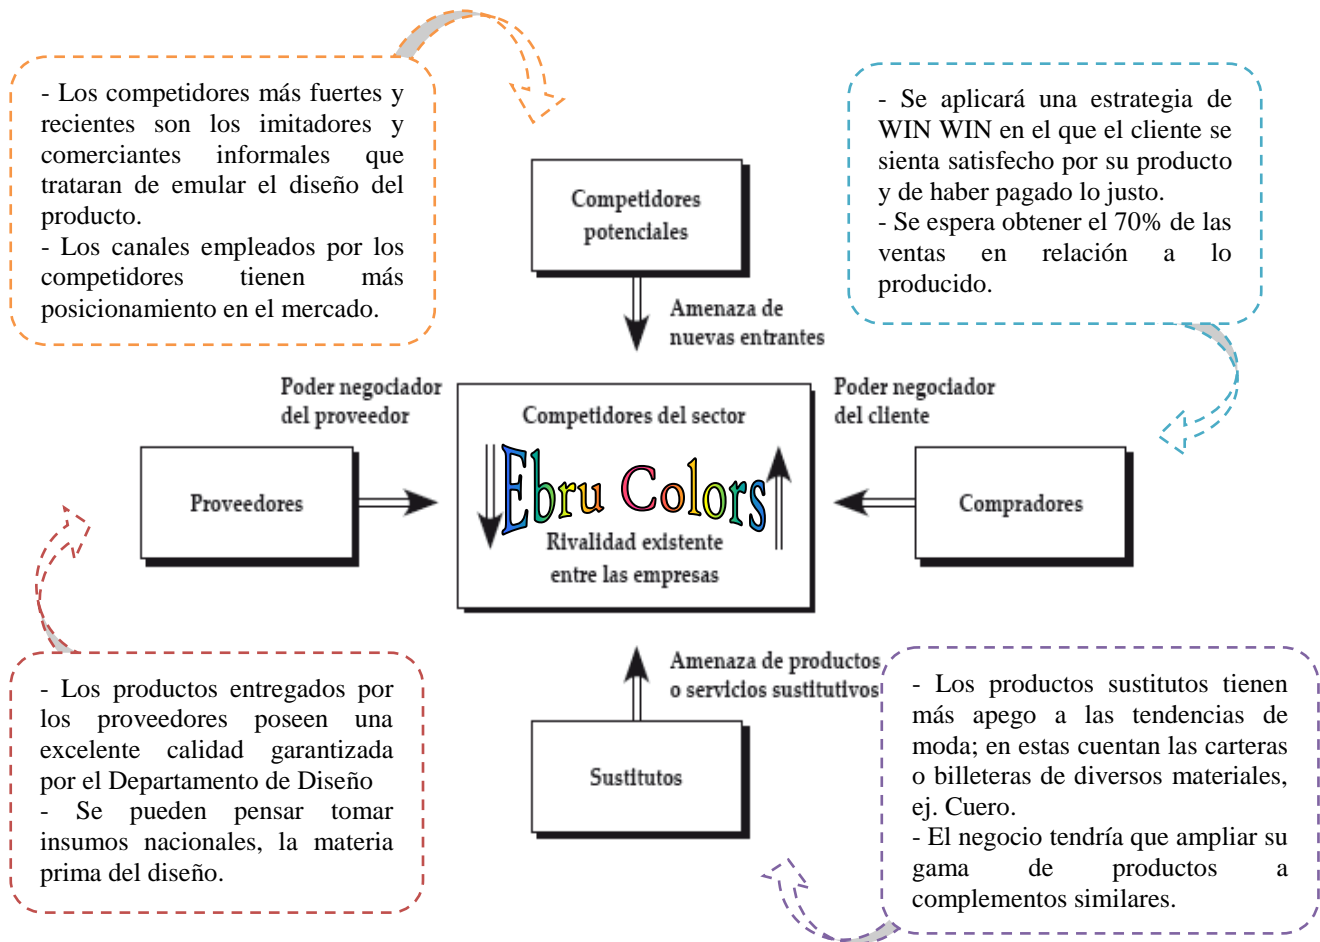 - Los competidores más fuertes y
recientes son los imitadores y
comerciantes informales que
trataran de emular el diseño del
producto.
- Los canales empleados por los
competidores tienen más
posicionamiento en el mercado.
- Se aplicará una estrategia de
WIN WIN en el que el cliente se
sienta satisfecho por su producto
y de haber pagado lo justo.
- Se espera obtener el 70% de las
ventas en relación a lo
producido.
Competidores
potenciales
Amenaza de
nuevas entrantes
Poder negociador
del proveedor
Poder negociador
del cliente
Proveedores
Competidores del sector
Ebru Colors
Rivalidad existente
entre las empresas
Compradores
Amenaza de productos
o servicios sustitutivos
Sustitutos
- Los productos entregados por
los proveedores poseen una
excelente calidad garantizada
por el Departamento de Diseño
- Se pueden pensar tomar
insumos nacionales, la materia
prima del diseño.
- Los productos sustitutos tienen
más apego a las tendencias de
moda; en estas cuentan las carteras
o billeteras de diversos materiales,
ej. Cuero.
- El negocio tendría que ampliar su
gama de productos a
complementos similares.